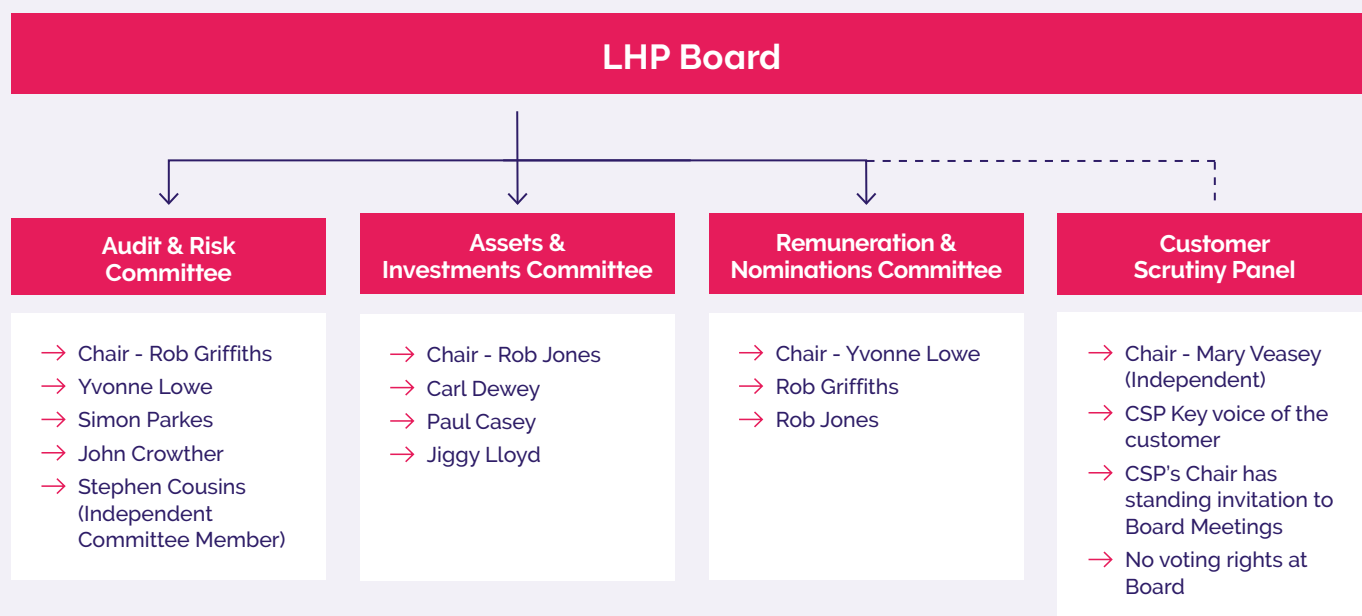 LHP Board
Audit & Risk
Committee
Chair - Rob Griffiths
Yvonne Lowe
Simon Parkes
John Crowther
Stephen Cousins
(Independent
Committee Member)
Assets &
Investments Committee
Chair - Rob Jones
Carl Dewey
Paul Casey
Jiggy Lloyd
Remuneration &
Nominations Committee
Chair - Yvonne Lowe
Rob Griffiths
Rob Jones
Customer
Scrutiny Panel
Chair - Mary Veasey
(Independent)
CSP Key voice of the
customer
CSP's Chair has
standing invitation to
Board Meetings
No voting rights at
Board